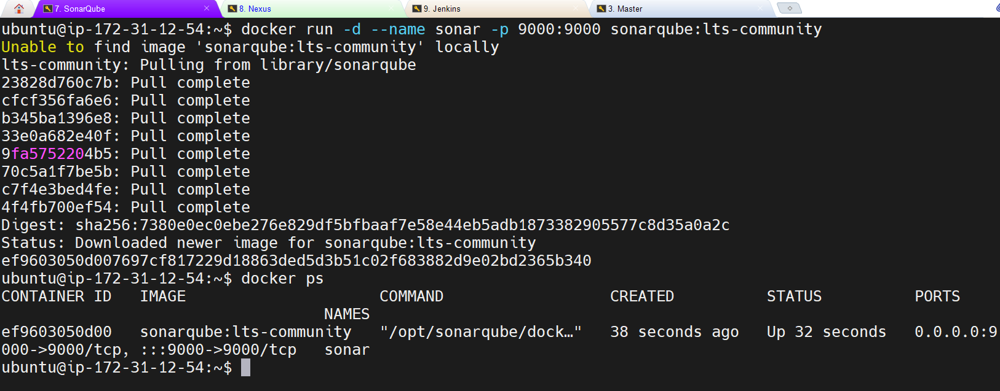 7. SonarQube
8. Nexus
9. Jenkins
3. Master
ubuntu@ip-172-31-12-54:~$ docker run -d --name sonar -p 9000:9000 sonarqube:lts-community
Unable to find image 'sonarqube:lts-community' locally
lts-community: Pulling from library/sonarqube
23828d760c7b: Pull complete
cfcf356fa6e6: Pull complete
b345ba1396e8: Pull complete
33e0a682e40f: Pull complete
9fa5752204b5: Pull complete
70c5a1f7be5b: Pull complete
c7f4e3bed4fe: Pull complete
4f4fb700ef54: Pull complete
Digest: sha256:7380e0ec0ebe276e829df5bfbaaf7e58e44eb5adb1873382905577c8d35a0a2c
Status: Downloaded newer image for sonarqube:lts-community
ef9603050d007697cf817229d18863ded5d3b51c02f683882d9e02bd2365b340
ubuntu@ip-172-31-12-54:~$ docker ps
CONTAINER ID   IMAGE                     COMMAND                  CREATED          STATUS          PORTS
NAMES
ef9603050d00   sonarqube:lts-community   "/opt/sonarqube/dock…"   38 seconds ago   Up 32 seconds   0.0.0.0:9
000->9000/tcp, :::9000->9000/tcp   sonar
ubuntu@ip-172-31-12-54:~$